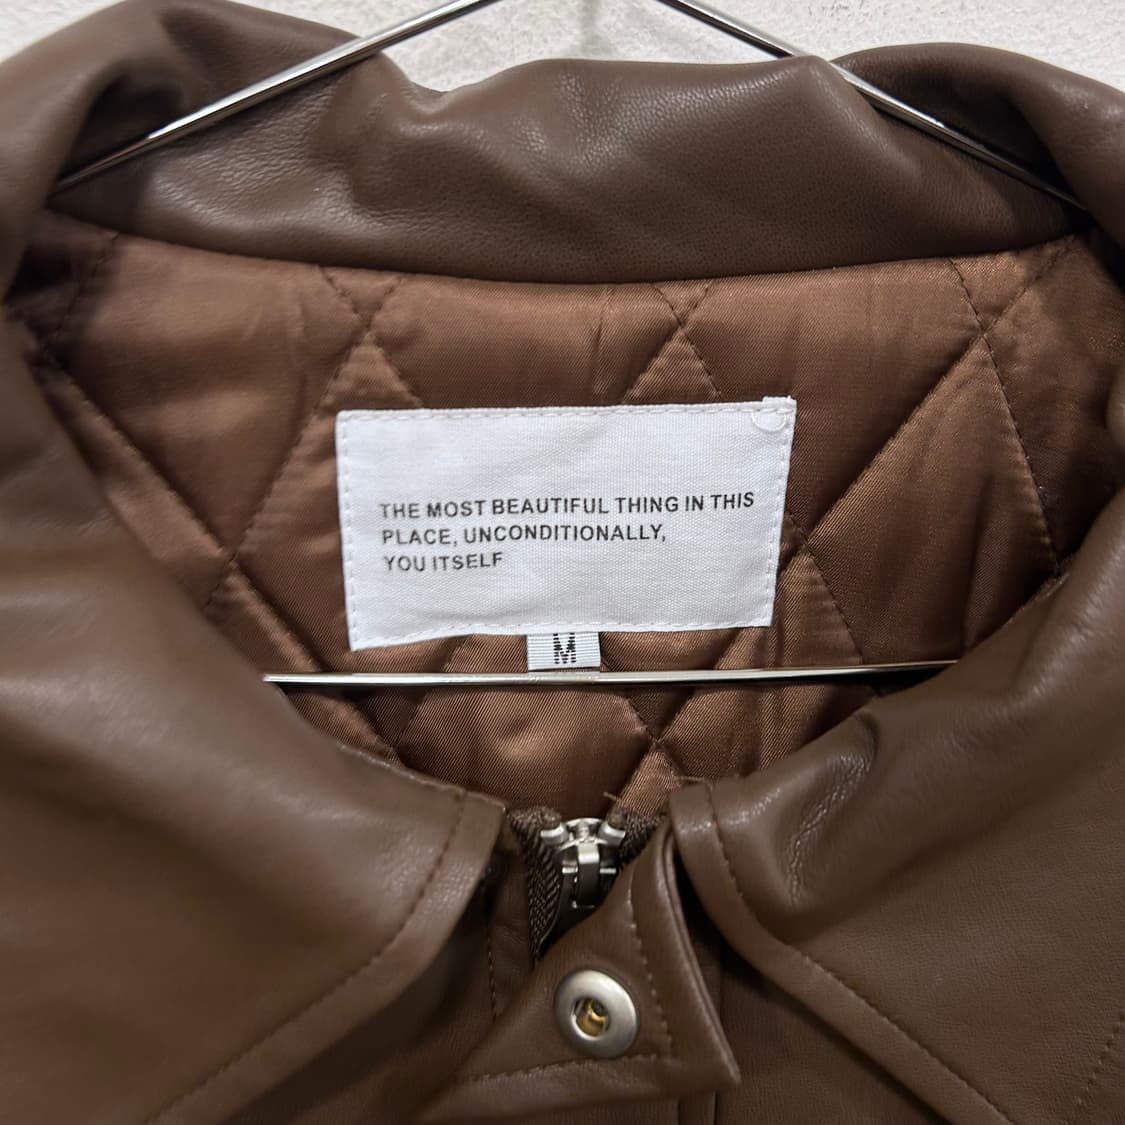 THE MOST BEAUTIFUL THING IN THIS
PLACE, UNCONDITIONALLY,
YOU ITSELF
M